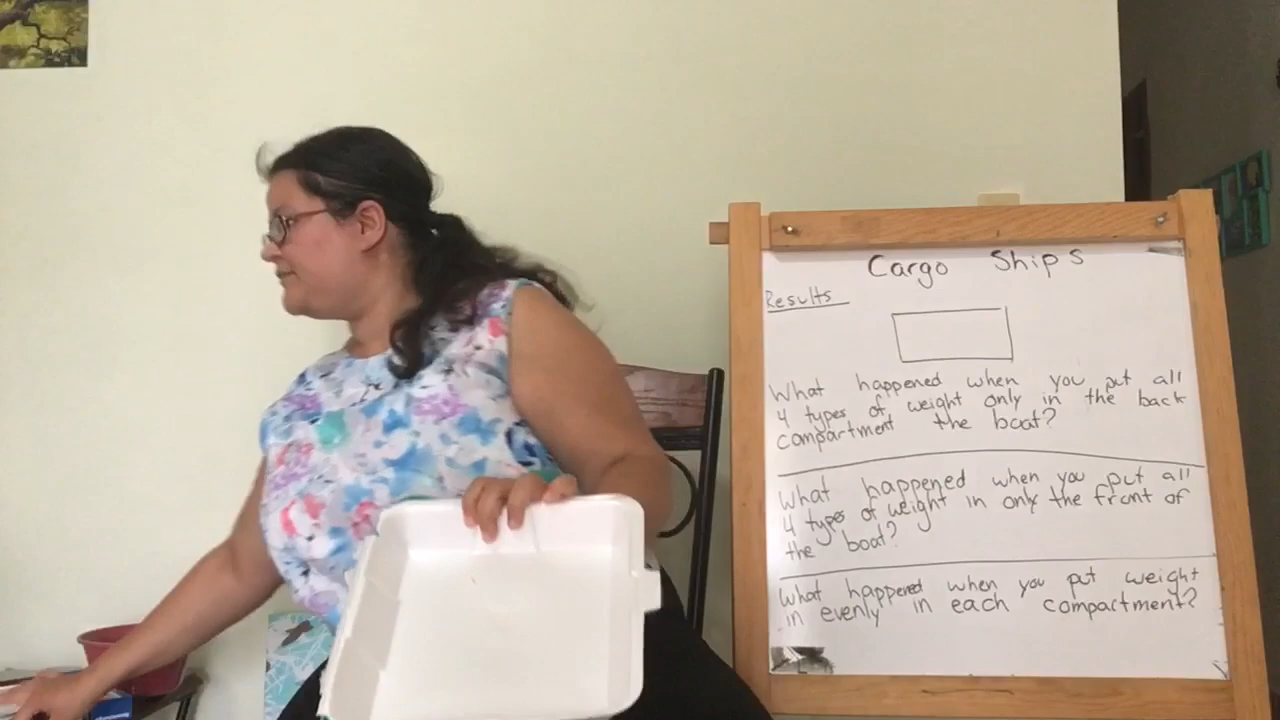 Cargo Ships
Results
What happened when you put all
4 types of weight only in the back
compartment the boat?
What happened when you put all
4 types of weight in only the front of
the boat?
What happened when you put weight
in evenly in each compartment?